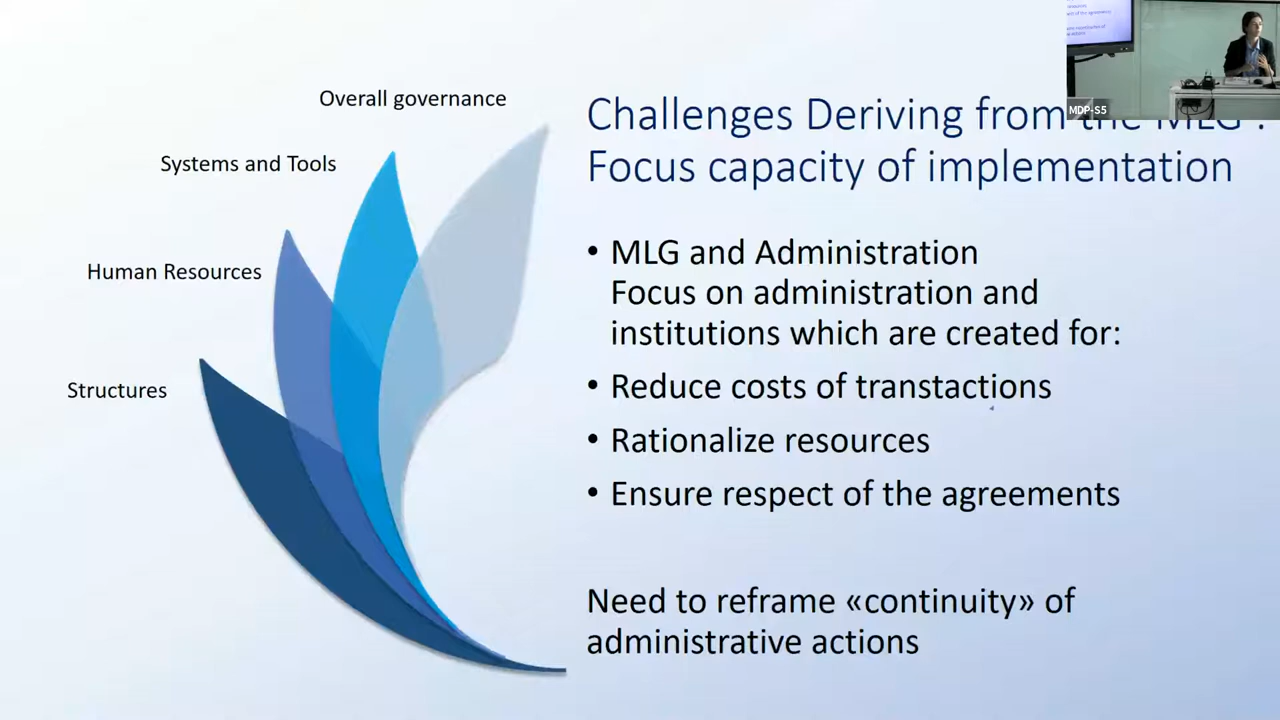 Overall governance
Systems and Tools
Human Resources
Structures
Challenges Deriving from the MLG :
Focus capacity of implementation
• MLG and Administration
Focus on administration and
institutions which are created for:
• Reduce costs of transtactions
• Rationalize resources
• Ensure respect of the agreements
Need to reframe «continuity» of
administrative actions
MDP-S5